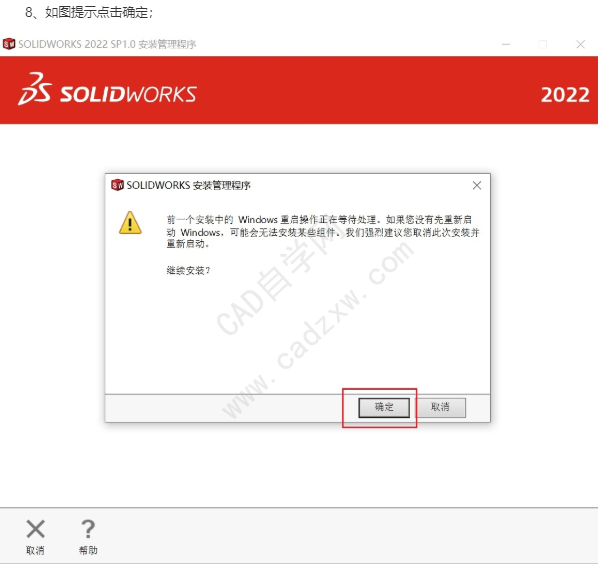 8、如图提示点击确定；
SOLIDWORKS 2022 SP1.0 安装管理程序
SOLIDWORKS
2022
SOLIDWORKS 安装管理程序
前一个安装中的 Windows 重启操作正在等待处理。如果您没有先重新启
动 Windows，可能会无法安装某些组件。我们强烈建议您取消此次安装并
重新启动。
继续安装？
CAD自学网
www.cadzxw.com
确定
取消
取消
帮助